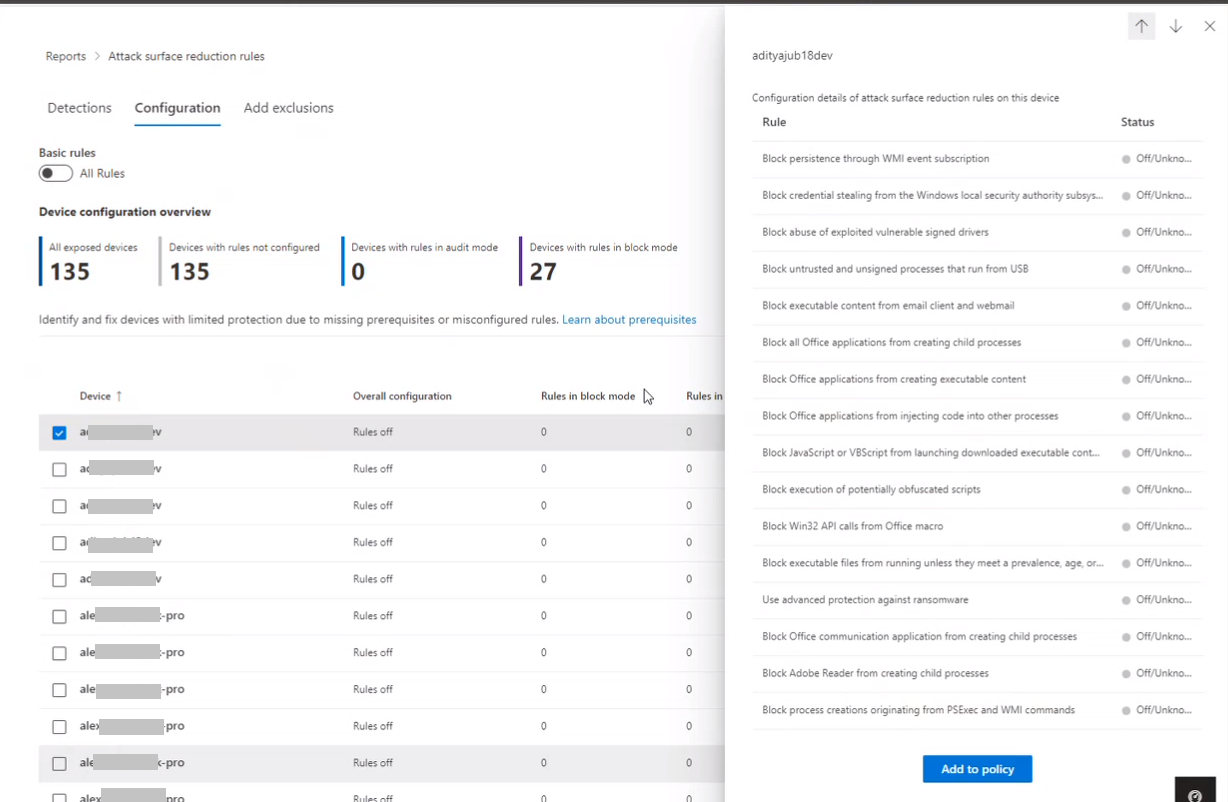 Reports > Attack surface reduction rules
Detections Configuration Add exclusions
Basic rules
All Rules
Device configuration overview
All exposed devices
135
Devices with rules not configured
135
Devices with rules in audit mode
0
Devices with rules in block mode
27
Identify and fix devices with limited protection due to missing prerequisites or misconfigured rules. Learn about prerequisites
Device ↑ Overall configuration Rules in block mode Rules in
a v Rules off 0 0
a v Rules off 0 0
a v Rules off 0 0
a v Rules off 0 0
ac v Rules off 0 0
ale -pro Rules off 0 0
ale -pro Rules off 0 0
ale -pro Rules off 0 0
alex -pro Rules off 0 0
ale k-pro Rules off 0 0
alex pro Rules off 0 0
adityajub18dev
Configuration details of attack surface reduction rules on this device
Rule Status
Block persistence through WMI event subscription Off/Unkno...
Block credential stealing from the Windows local security authority subsys... Off/Unkno...
Block abuse of exploited vulnerable signed drivers Off/Unkno...
Block untrusted and unsigned processes that run from USB Off/Unkno...
Block executable content from email client and webmail Off/Unkno...
Block all Office applications from creating child processes Off/Unkno...
Block Office applications from creating executable content Off/Unkno...
Block Office applications from injecting code into other processes Off/Unkno...
Block JavaScript or VBScript from launching downloaded executable cont... Off/Unkno...
Block execution of potentially obfuscated scripts Off/Unkno...
Block Win32 API calls from Office macro Off/Unkno...
Block executable files from running unless they meet a prevalence, age, or... Off/Unkno...
Use advanced protection against ransomware Off/Unkno...
Block Office communication application from creating child processes Off/Unkno...
Block Adobe Reader from creating child processes Off/Unkno...
Block process creations originating from PSExec and WMI commands Off/Unkno...
Add to policy